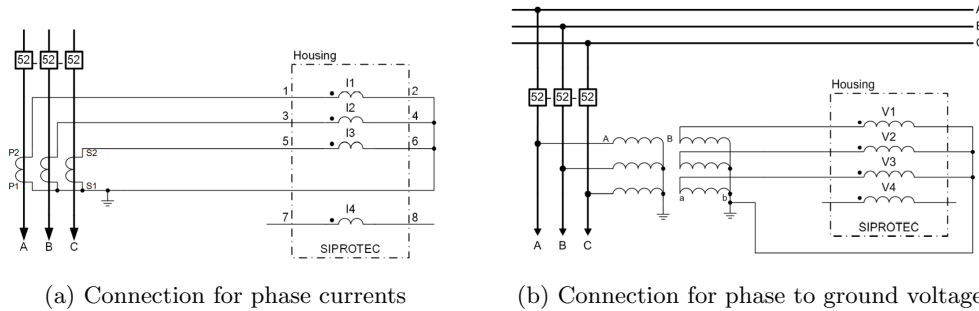 52 52 52
Housing
I1
1 2
I2
3 4
I3
5 6
P2 S2
P1 S1
I4
7 8
SIPROTEC
A B C
(a) Connection for phase currents
A
B
C
52 52 52
Housing
V1
A B
V2
V3
a b
V4
SIPROTEC
A B C
(b) Connection for phase to ground voltage